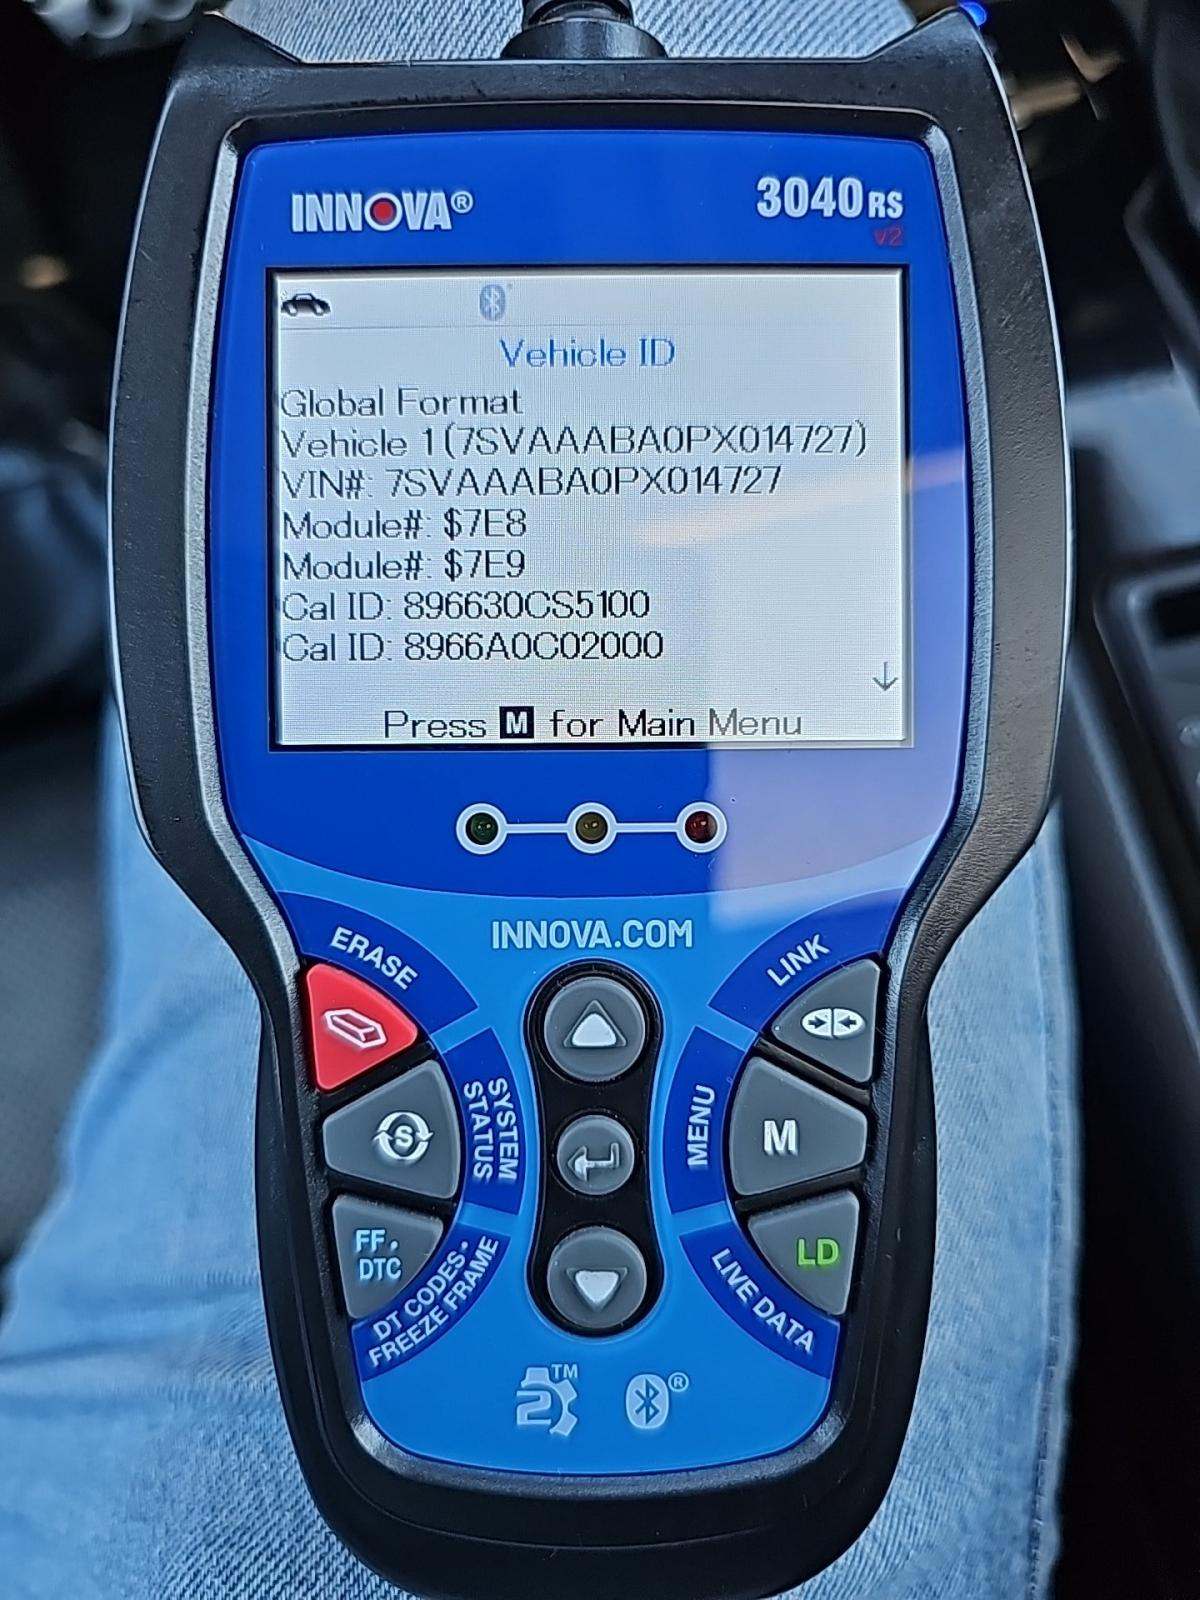 INNOVA®
3040RS
v2
Vehicle ID
Global Format
Vehicle 1(7SVAAABA0PX014727)
VIN#: 7SVAAABA0PX014727
Module#: $7E8
Module#: $7E9
Cal ID: 896630CS5100
Cal ID: 8966A0C02000
Press M for Main Menu
INNOVA.COM
ERASE
LINK
S
SYSTEM
STATUS
MENU
M
FF.
DTC
DT CODES.
FREEZE FRAME
LD
LIVE DATA
2™
®